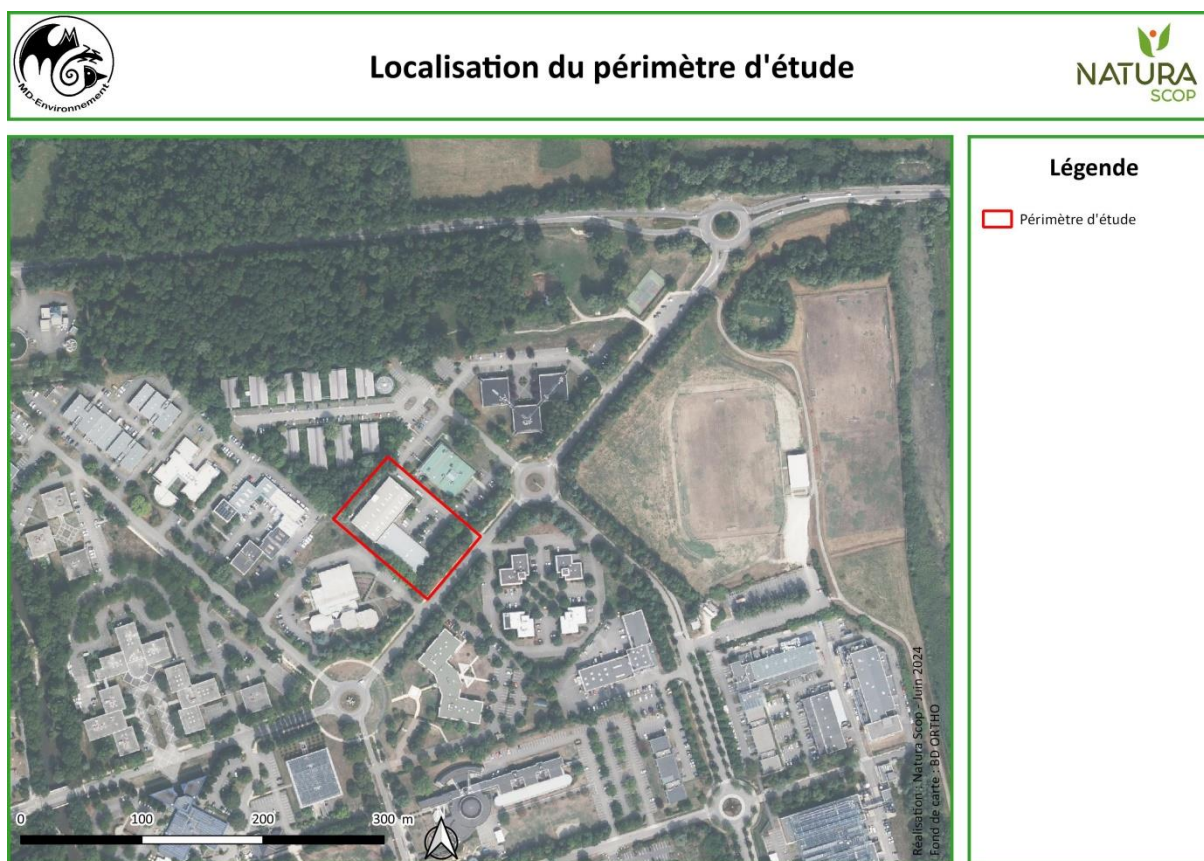 MD-Environnement
Localisation du périmètre d'étude
NATURA
SCOP
Légende
Périmètre d'étude
0 100 200 300 m
Réalisation : Natura Scop - Juin 2024
Fond de carte : BD ORTHO